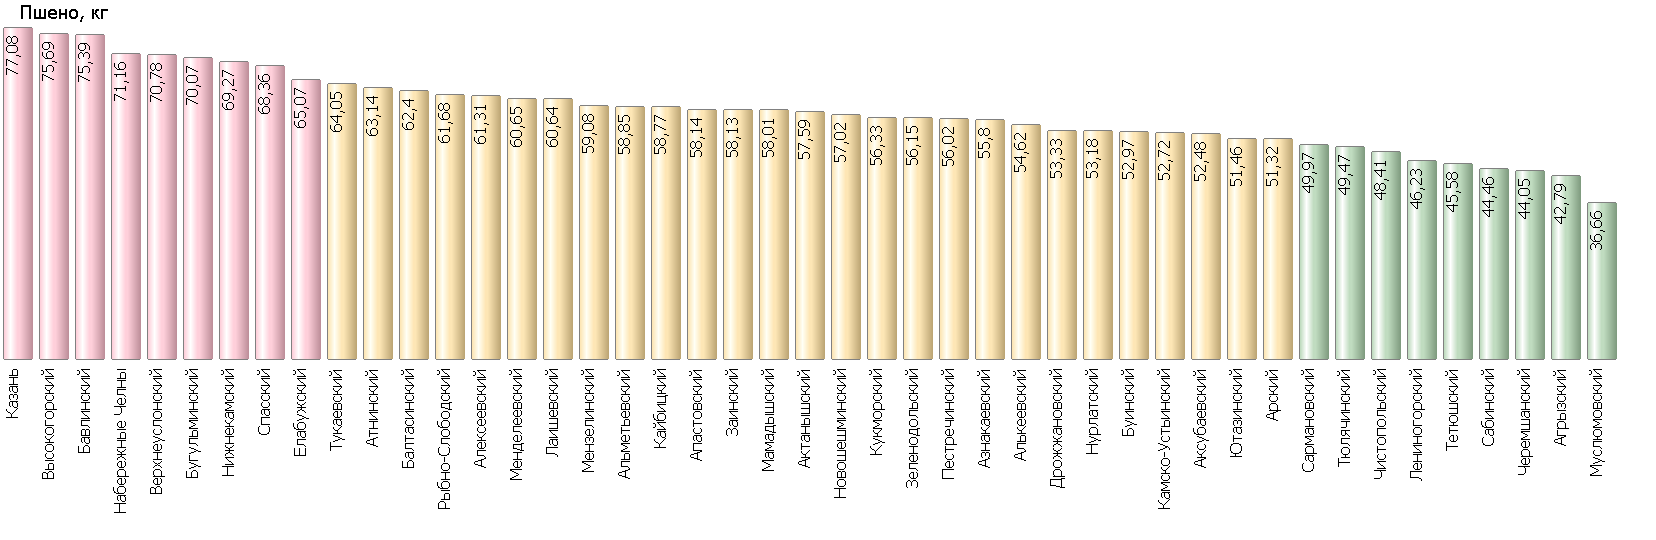 Пшено, кг
77,08
75,69
75,39
71,16
70,78
70,07
69,27
68,36
65,07
64,05
63,14
62,4
61,68
61,31
60,65
60,64
59,08
58,85
58,77
58,14
58,13
58,01
57,59
57,02
56,33
56,15
56,02
55,8
54,62
53,33
53,18
52,97
52,72
52,48
51,46
51,32
49,97
49,47
48,41
46,23
45,58
44,46
44,05
42,79
36,66
Казань
Высокогорский
Бавлинский
Набережные Челны
Верхнеуслонский
Бугульминский
Нижнекамский
Спасский
Елабужский
Тукаевский
Атнинский
Балтасинский
Рыбно-Слободский
Алексеевский
Менделеевский
Лаишевский
Мензелинский
Альметьевский
Кайбицкий
Апастовский
Заинский
Мамадышский
Актанышский
Новошешминский
Кукморский
Зеленодольский
Пестречинский
Азнакаевский
Алькеевский
Дрожжановский
Нурлатский
Буинский
Камско-Устьинский
Аксубаевский
Ютазинский
Арский
Сармановский
Тюлячинский
Чистопольский
Лениногорский
Тетюшский
Сабинский
Черемшанский
Агрызский
Муслюмовский